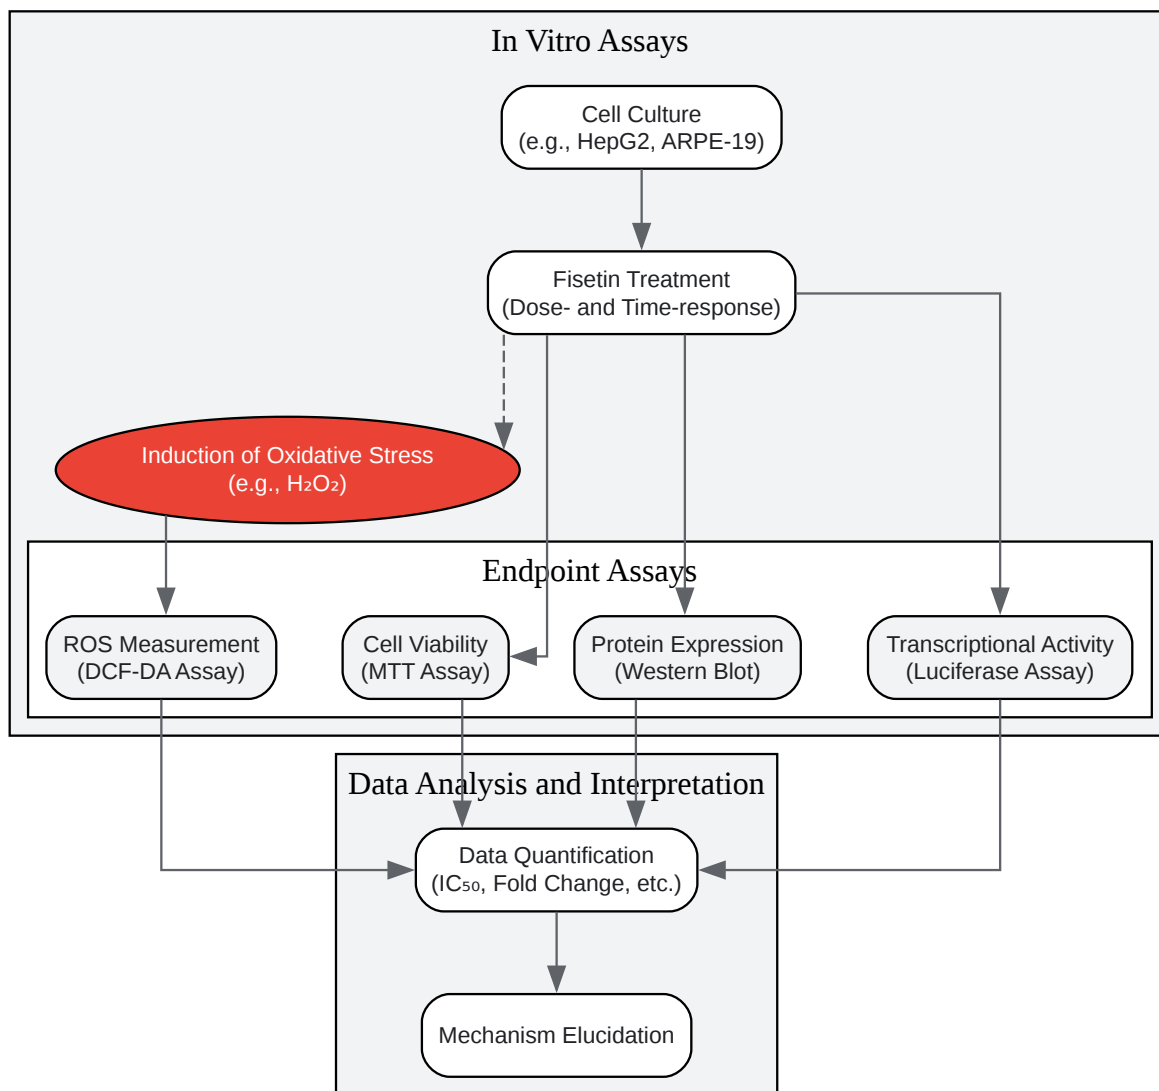 In Vitro Assays
Cell Culture
(e.g., HepG2, ARPE-19)
Fisetin Treatment
(Dose- and Time-response)
Induction of Oxidative Stress
(e.g., H₂O₂)
Endpoint Assays
ROS Measurement
(DCF-DA Assay)
Cell Viability
(MTT Assay)
Protein Expression
(Western Blot)
Transcriptional Activity
(Luciferase Assay)
Data Analysis and Interpretation
Data Quantification
(IC₅₀, Fold Change, etc.)
Mechanism Elucidation